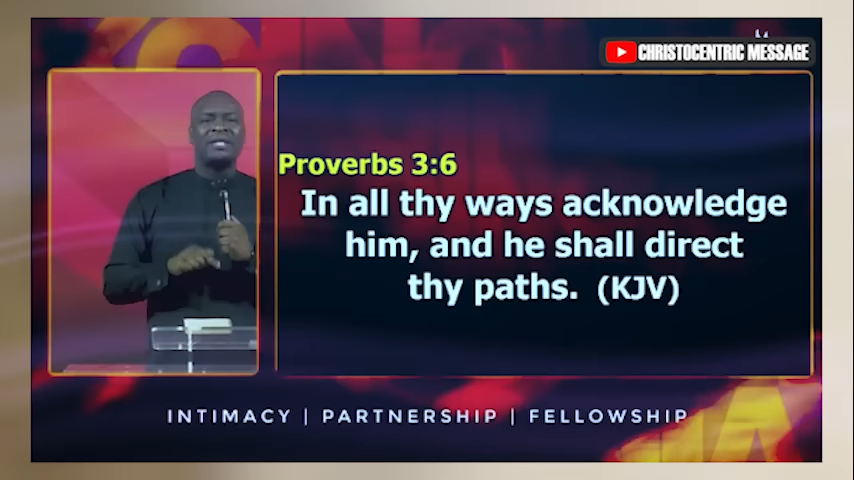 CHRISTOCENTRIC MESSAGE
Proverbs 3:6
In all thy ways acknowledge
him, and he shall direct
thy paths. (KJV)
INTIMACY | PARTNERSHIP | FELLOWSHIP